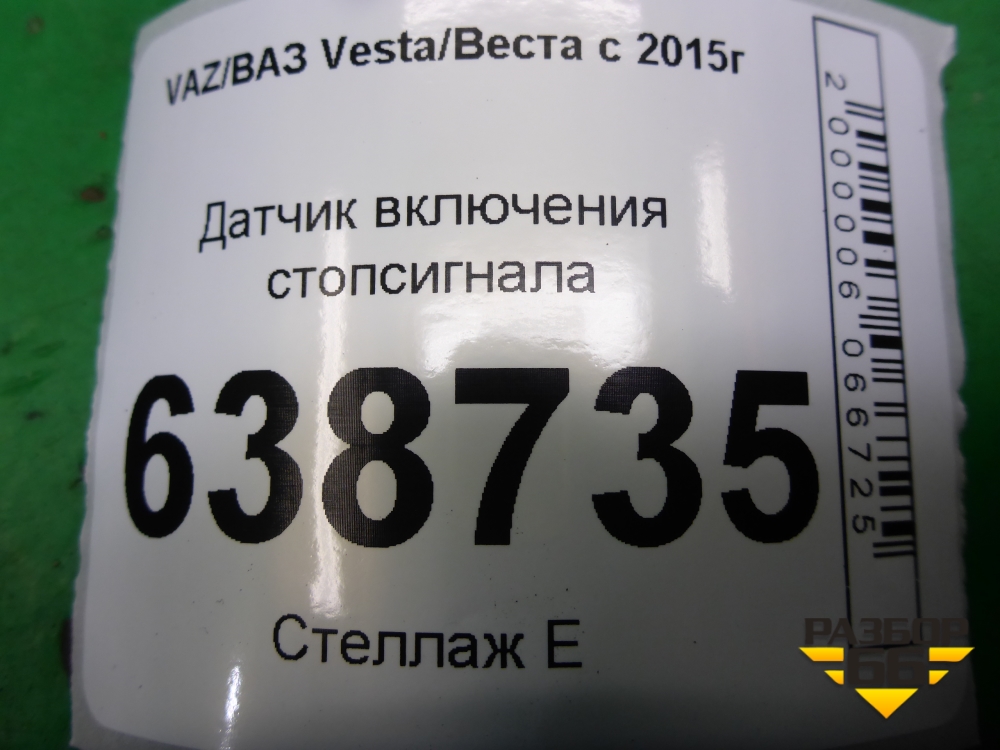 VAZ/ВАЗ Vesta/Веста с 2015г
Датчик включения
стопсигнала
638735
Стеллаж Е
2000006066725
РАЗБОР
66